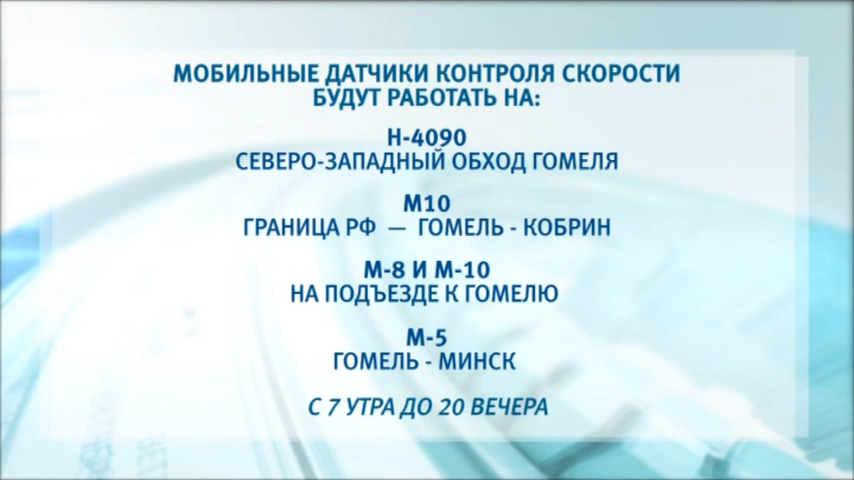 МОБИЛЬНЫЕ ДАТЧИКИ КОНТРОЛЯ СКОРОСТИ
БУДУТ РАБОТАТЬ НА:
Н-4090
СЕВЕРО-ЗАПАДНЫЙ ОБХОД ГОМЕЛЯ
М10
ГРАНИЦА РФ — ГОМЕЛЬ - КОБРИН
М-8 И М-10
НА ПОДЪЕЗДЕ К ГОМЕЛЮ
М-5
ГОМЕЛЬ - МИНСК
С 7 УТРА ДО 20 ВЕЧЕРА